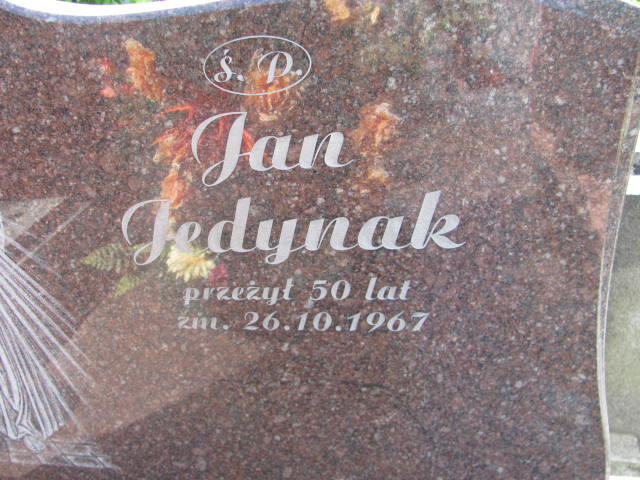 ś. P.
Jan
Jedynak
przeżył 50 lat
zm. 26.10.1967